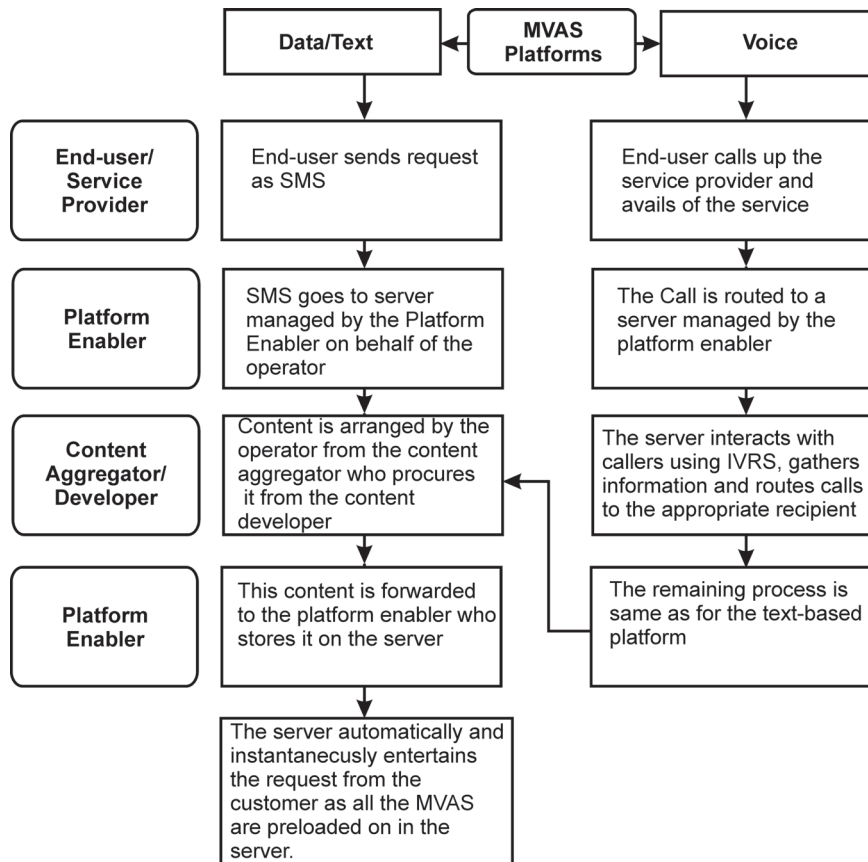 Data/Text
MVAS
Platforms
Voice
End-user/
Service
Provider
End-user sends request
as SMS
End-user calls up the
service provider and
avails of the service
Platform
Enabler
SMS goes to server
managed by the Platform
Enabler on behalf of the
operator
The Call is routed to a
server managed by the
platform enabler
Content
Aggregator/
Developer
Content is arranged by the
operator from the content
aggregator who procures
it from the content
developer
The server interacts with
callers using IVRS, gathers
information and routes calls
to the appropriate recipient
Platform
Enabler
This content is forwarded
to the platform enabler who
stores it on the server
The remaining process is
same as for the text-based
platform
The server automatically and
instantanecusly entertains
the request from the
customer as all the MVAS
are preloaded on in the
server.